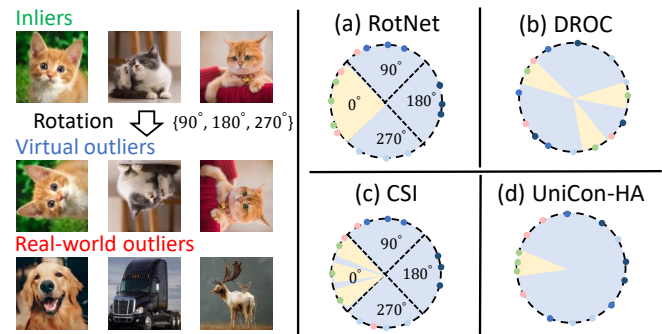 Inliers
Rotation {90°, 180°, 270°}
Virtual outliers
Real-world outliers
(a) RotNet
90°
0°
180°
270°
(b) DROC
(c) CSI
90°
0°
180°
270°
(d) UniCon-HA